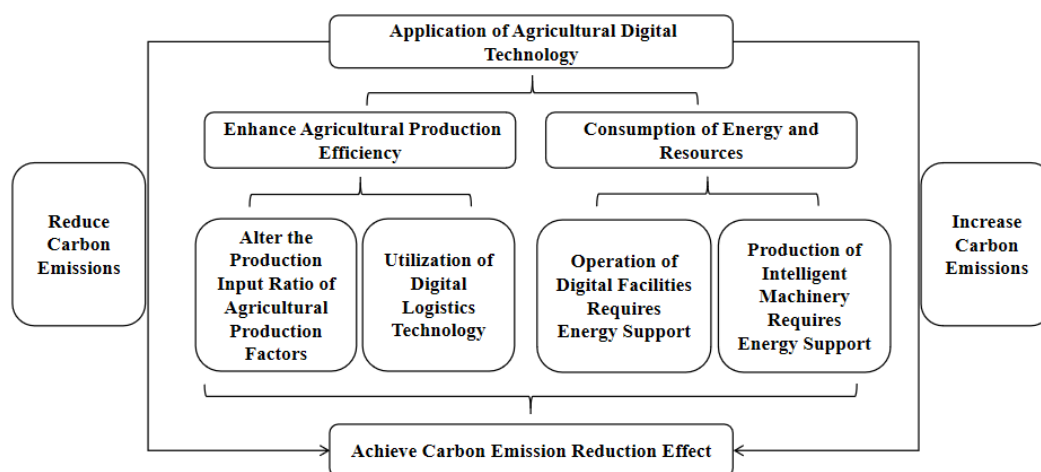 Application of Agricultural Digital
Technology
Enhance Agricultural Production
Efficiency
Consumption of Energy and
Resources
Reduce
Carbon
Emissions
Alter the
Production
Input Ratio of
Agricultural
Production
Factors
Utilization of
Digital
Logistics
Technology
Operation of
Digital Facilities
Requires
Energy Support
Production of
Intelligent
Machinery
Requires
Energy Support
Increase
Carbon
Emissions
Achieve Carbon Emission Reduction Effect